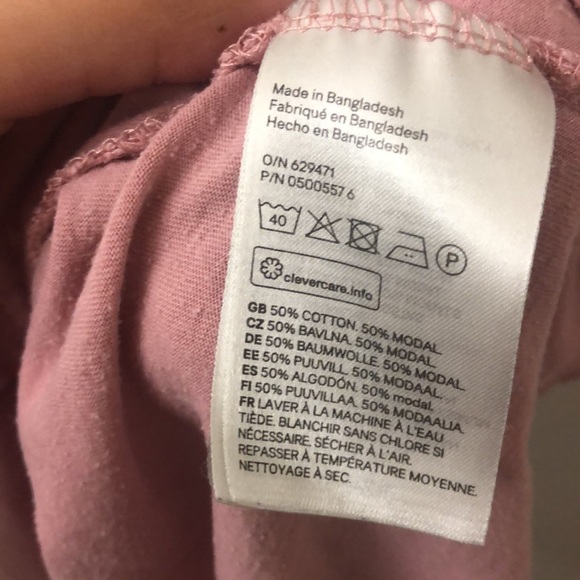 Made in Bangladesh
Fabriqué en Bangladesh
Hecho en Bangladesh
O/N 629471
P/N 05005576
40 P
clevercare.info
GB 50% COTTON. 50% MODAL
CZ 50% BAVLNA. 50% MODAL
DE 50% BAUMWOLLE. 50% MODAL
EE 50% PUUVILL. 50% MODAAL.
ES 50% ALGODÓN. 50% modal.
FI 50% PUUVILLAA. 50% MODAALIA.
FR LAVER À LA MACHINE À L'EAU
TIÈDE. BLANCHIR SANS CHLORE SI
NÉCESSAIRE. SÉCHER À L'AIR.
REPASSER À TEMPÉRATURE MOYENNE.
NETTOYAGE À SEC.